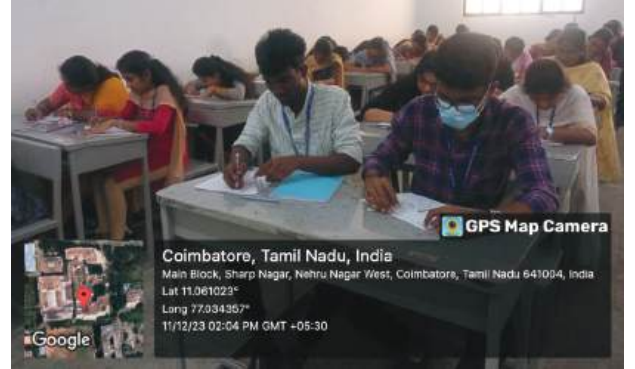 GPS Map Camera
Coimbatore, Tamil Nadu, India
Main Block, Sharp Nagar, Nehru Nagar West, Coimbatore, Tamil Nadu 641004, India
Lat 11.061023°
Long 77.034357°
11/12/23 02:04 PM GMT +05:30
Google